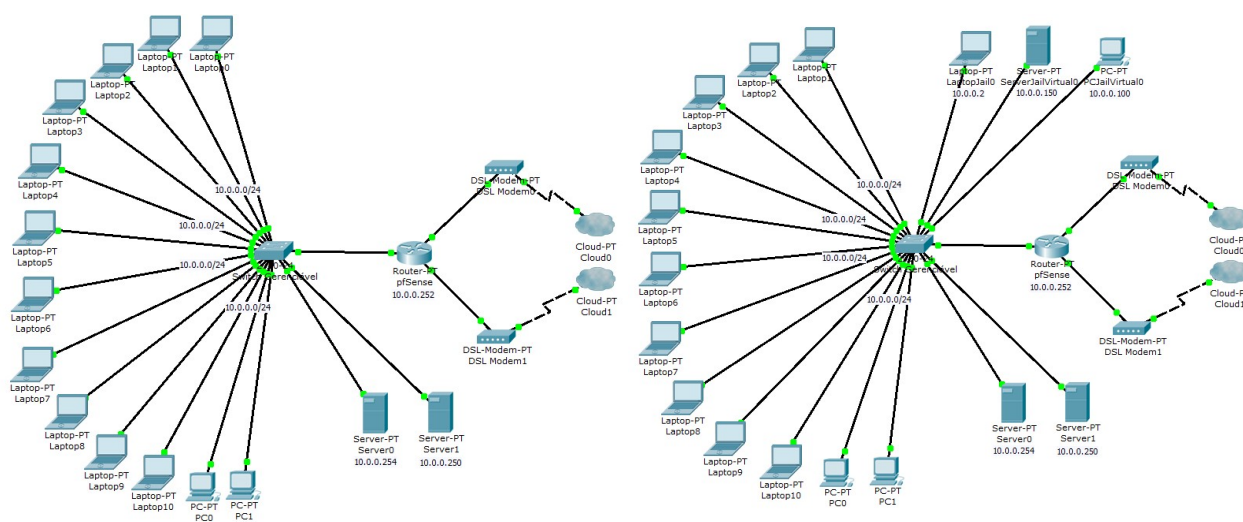 Laptop-PT
Laptop1
Laptop-PT
Laptop0
Laptop-PT
Laptop2
Laptop-PT
Laptop3
Laptop-PT
Laptop4
Laptop-PT
Laptop5
Laptop-PT
Laptop6
Laptop-PT
Laptop7
Laptop-PT
Laptop8
Laptop-PT
Laptop9
Laptop-PT
Laptop10
PC-PT
PC0
PC-PT
PC1
10.0.0.0/24
10.0.0.0/24
10.0.0.0/24
10.0.0.0/24
Switch Gerenciável
Router-PT
pfSense
10.0.0.252
DSL-Modem-PT
DSL Modem0
Cloud-PT
Cloud0
Cloud-PT
Cloud1
DSL-Modem-PT
DSL Modem1
Server-PT
Server0
10.0.0.254
Server-PT
Server1
10.0.0.250
Laptop-PT
Laptop1
Laptop-PT
Laptop2
Laptop-PT
Laptop3
Laptop-PT
Laptop4
Laptop-PT
Laptop5
Laptop-PT
Laptop6
Laptop-PT
Laptop7
Laptop-PT
Laptop8
Laptop-PT
Laptop9
Laptop-PT
Laptop10
PC-PT
PC0
PC-PT
PC1
Laptop-PT
LaptopJail0
10.0.0.2
Server-PT
ServerJailVirtual0
10.0.0.150
PC-PT
PCJailVirtual0
10.0.0.100
10.0.0.0/24
10.0.0.0/24
10.0.0.0/24
10.0.0.0/24
Switch Gerenciável
Router-PT
pfSense
10.0.0.252
DSL-Modem-PT
DSL Modem0
Cloud-PT
Cloud0
Cloud-PT
Cloud1
DSL-Modem-PT
DSL Modem1
Server-PT
Server0
10.0.0.254
Server-PT
Server1
10.0.0.250